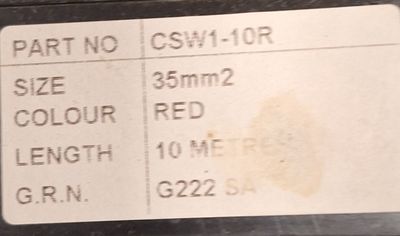 PART NO CSW1-10R
SIZE 35mm2
COLOUR RED
LENGTH 10 METRES
G.R.N. G222 SA